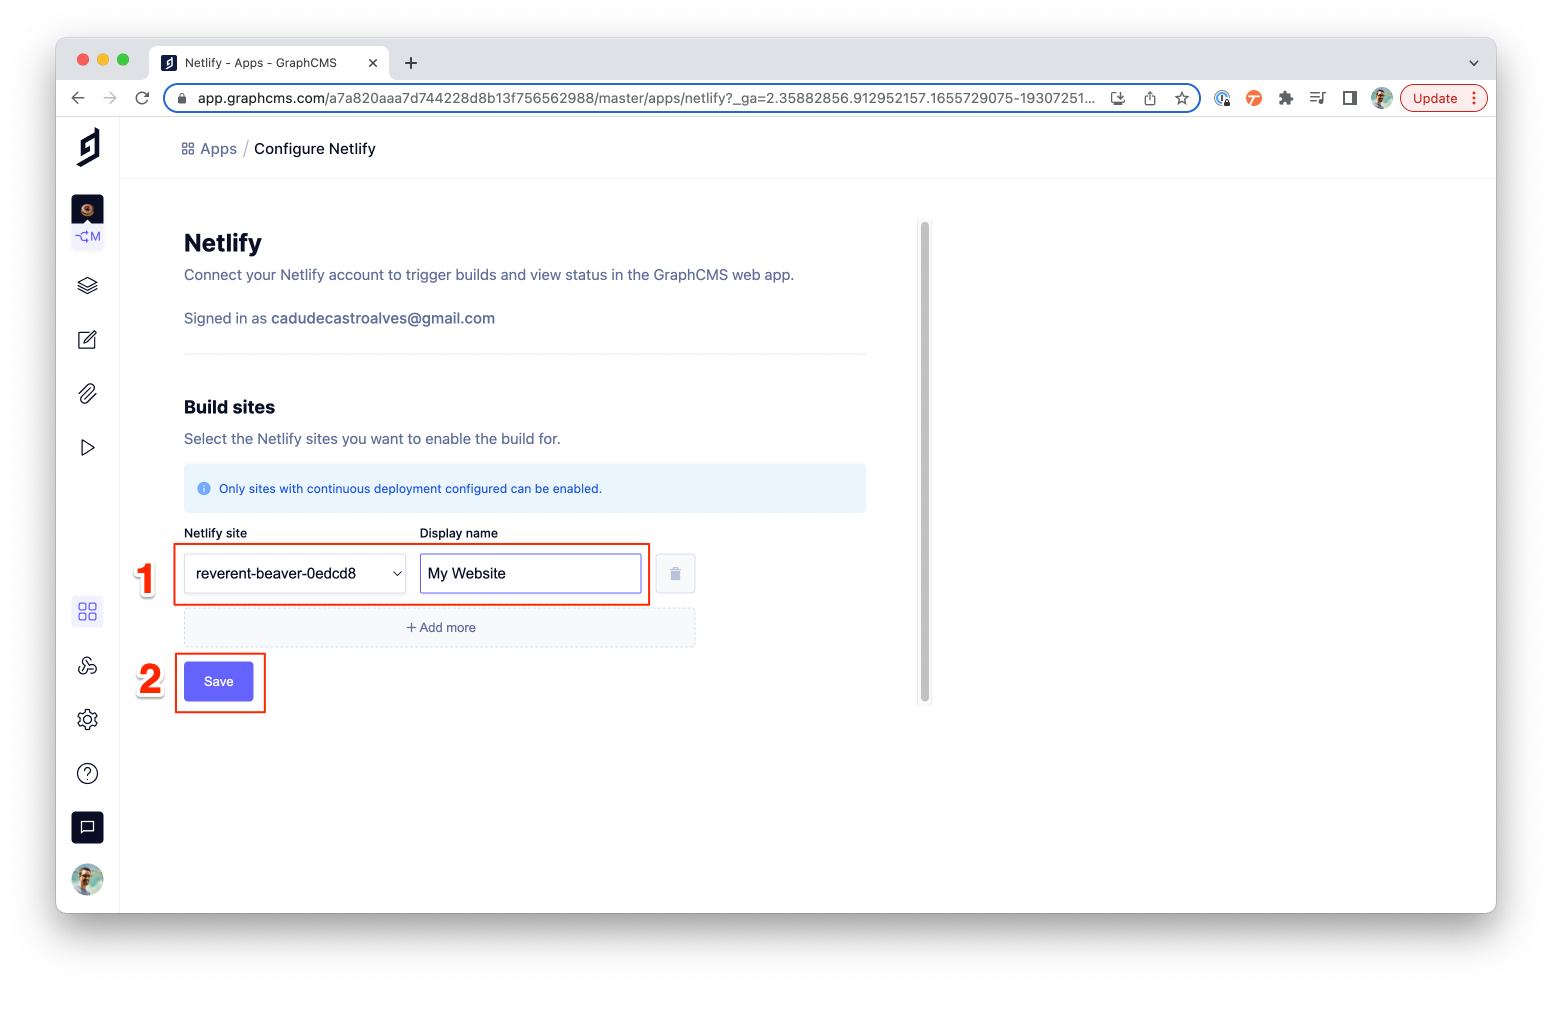 Netlify - Apps - GraphCMS
app.graphcms.com/a7a820aaa7d744228d8b13f756562988/master/apps/netlify?_ga=2.35882856.912952157.1655729075-19307251...
Update
Apps / Configure Netlify
M
Netlify
Connect your Netlify account to trigger builds and view status in the GraphCMS web app.
Signed in as cadudecastroalves@gmail.com
Build sites
Select the Netlify sites you want to enable the build for.
Only sites with continuous deployment configured can be enabled.
Netlify site Display name
1 reverent-beaver-0edcd8 My Website
+ Add more
2 Save